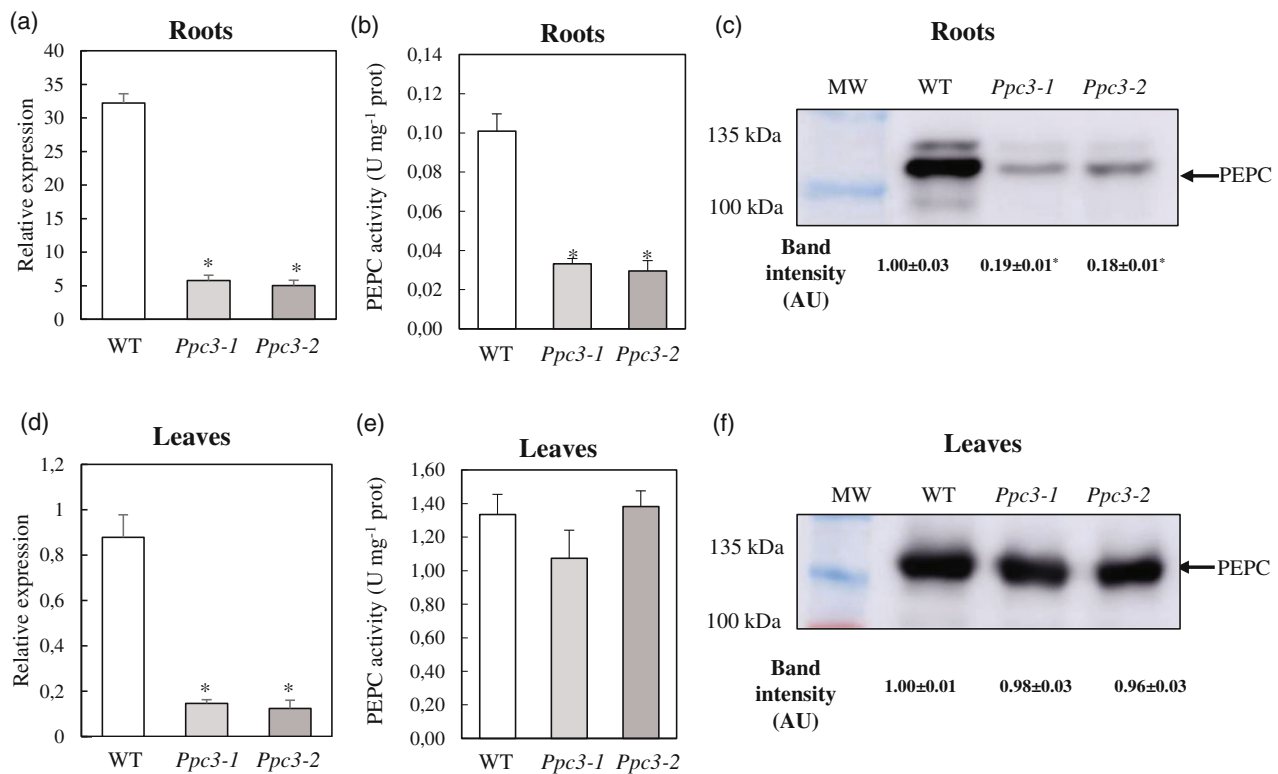 (a)
Roots
Relative expression
40
35
30
25
20
15
10
5
0
*
*
WT
Ppc3-1
Ppc3-2
(b)
Roots
PEPC activity (U mg-1 prot)
0,14
0,12
0,10
0,08
0,06
0,04
0,02
0,00
*
*
WT
Ppc3-1
Ppc3-2
(c)
Roots
MW WT Ppc3-1 Ppc3-2
135 kDa
PEPC
100 kDa
Band
intensity
(AU)
1.00±0.03 0.19±0.01* 0.18±0.01*
(d)
Leaves
Relative expression
1,2
1
0,8
0,6
0,4
0,2
0
*
*
WT
Ppc3-1
Ppc3-2
(e)
Leaves
PEPC activity (U mg-1 prot)
1,60
1,40
1,20
1,00
1,80
0,60
0,40
0,20
0,00
WT
Ppc3-1
Ppc3-2
(f)
Leaves
MW WT Ppc3-1 Ppc3-2
135 kDa
PEPC
100 kDa
Band
intensity
(AU)
1.00±0.01 0.98±0.03 0.96±0.03